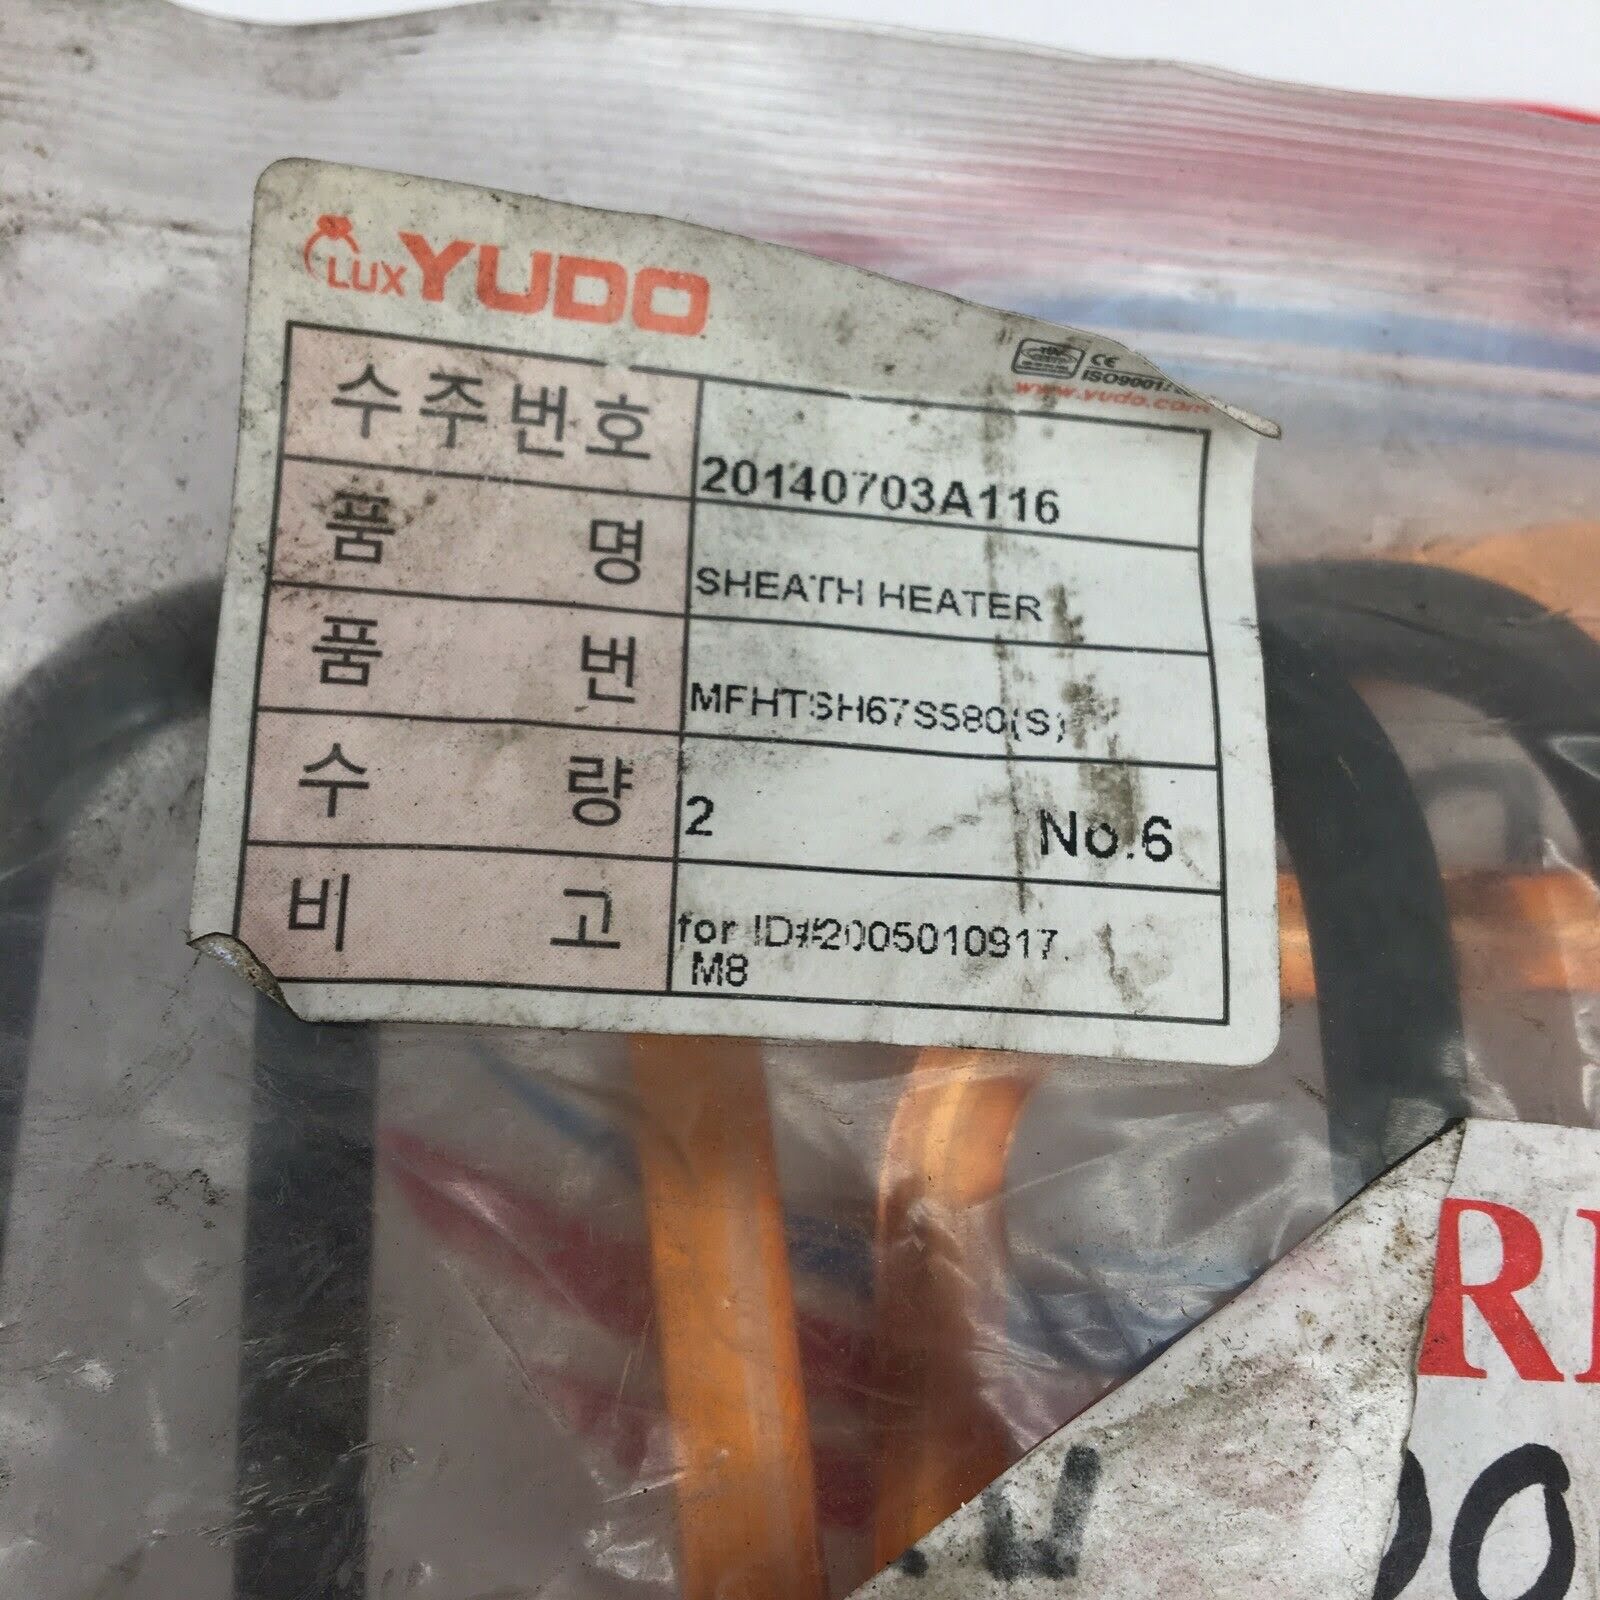 LUX YUDO
CE
ISO9001
www.yudo.com
수주번호 20140703A116
품 명 SHEATH HEATER
품 번 MFHTSH67S580(S)
수 량 2 No.6
비 고 for ID#2005010917
M8